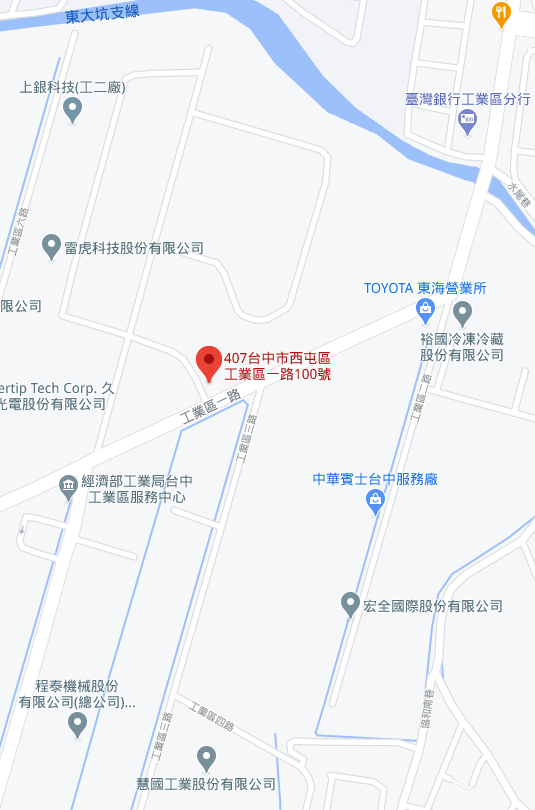 東大坑支線
上銀科技(工二廠)
臺灣銀行工業區分行
水尾巷
工業區六路
雷虎科技股份有限公司
TOYOTA 東海營業所
限公司
裕國冷凍冷藏
股份有限公司
407台中市西屯區
工業區一路100號
ertip Tech Corp. 久
光電股份有限公司
工業區一路
工業區一路
工業區三路
經濟部工業局台中
工業區服務中心
中華賓士台中服務廠
宏全國際股份有限公司
程泰機械股份
有限公司(總公司)...
協和南巷
工業區四路
工業區三路
慧國工業股份有限公司